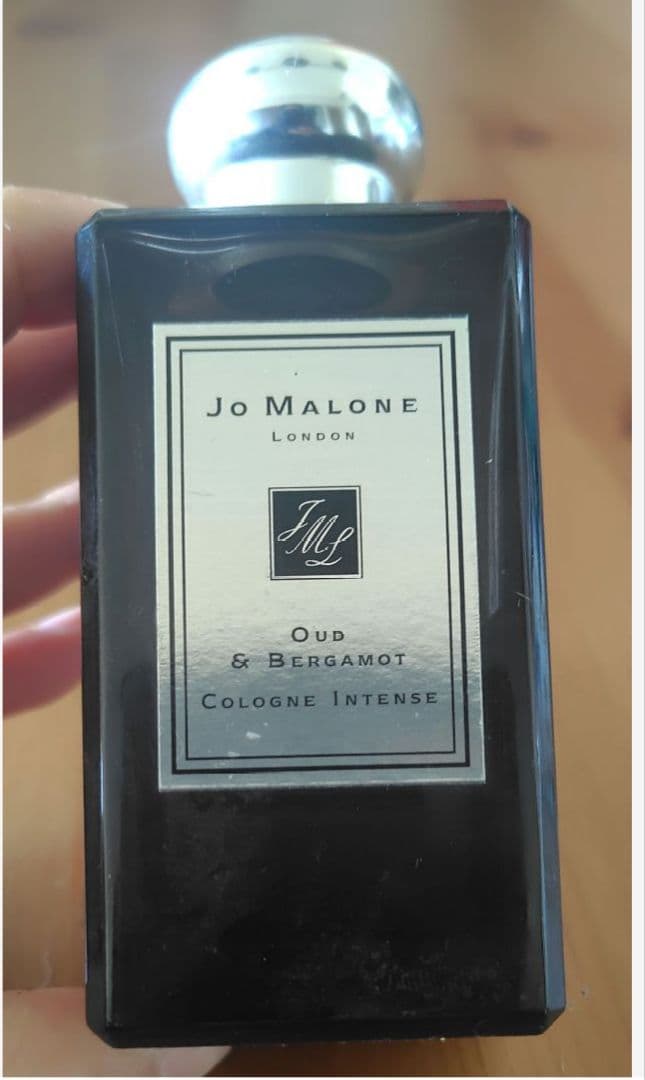 Jo Malone
London
JML
Oud
& Bergamot
Cologne Intense